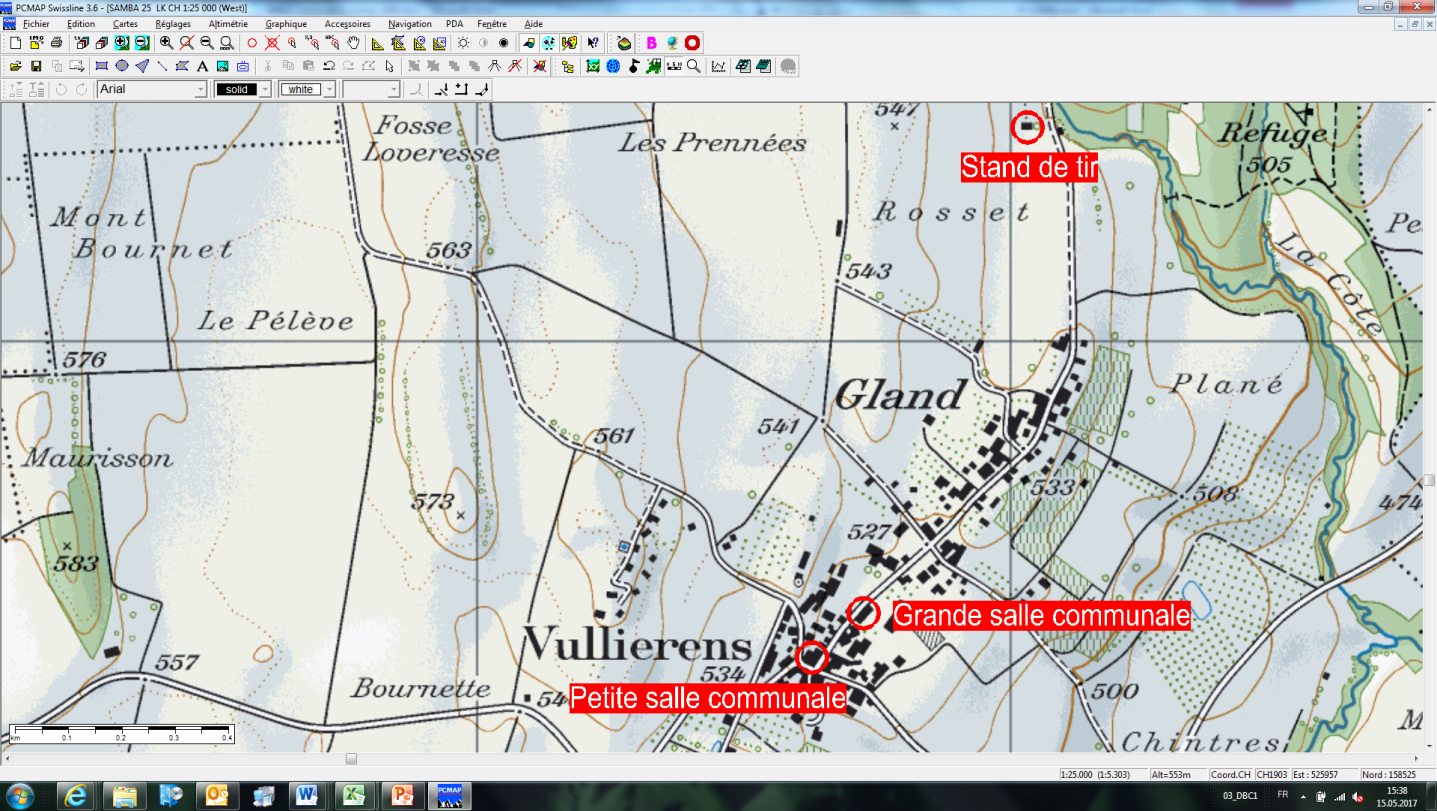 PCMAP Swissline 3.6 - [SAMBA 25 LK CH 1:25 000 (West)]
Fichier Edition Cartes Réglages Altimétrie Graphique Accessoires Navigation PDA Fenêtre Aide
Arial solid white
547
Fosse
Loveresse
Les Prennées
Refuge
505
Stand de tir
Mont
Bournet
Rosset
Pe
563
543
La Côte
Le Pélève
576
Gland
Plané
541
561
Maurisson
573
533
508
474
527
583
Grande salle communale
Vullierens
557
534
500
Bournette
54
Petite salle communale
M
Chintres
km 0.1 0.2 0.3 0.4
1:25.000 (1:5.303) Alt=553m Coord.CH CH1903 Est : 525957 Nord : 158525
03_DBC1 FR 15:38
15.05.2017